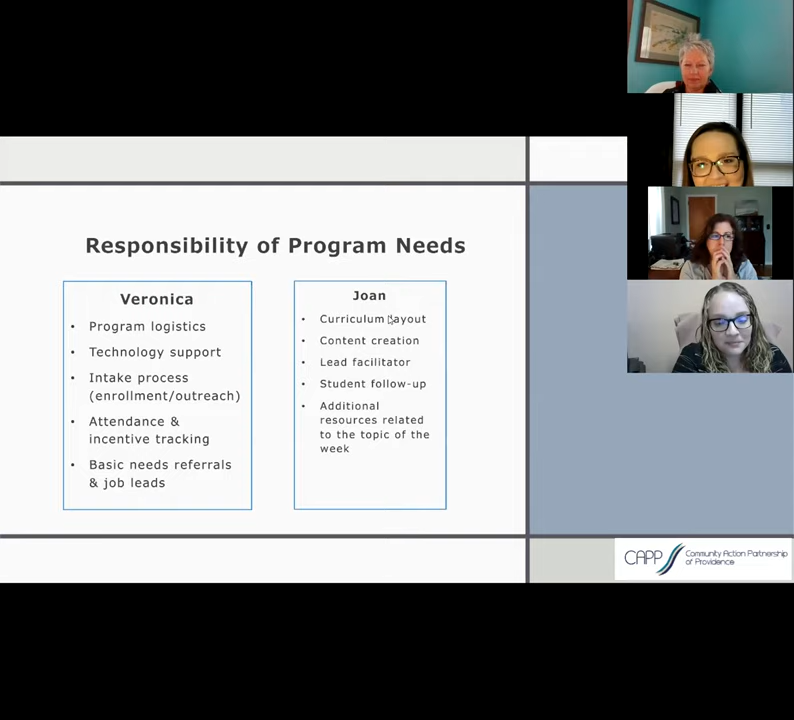 Responsibility of Program Needs
Veronica
• Program logistics
• Technology support
• Intake process
(enrollment/outreach)
• Attendance &
incentive tracking
• Basic needs referrals
& job leads
Joan
• Curriculum layout
• Content creation
• Lead facilitator
• Student follow-up
• Additional
resources related
to the topic of the
week
CAPP
Community Action Partnership
of Providence